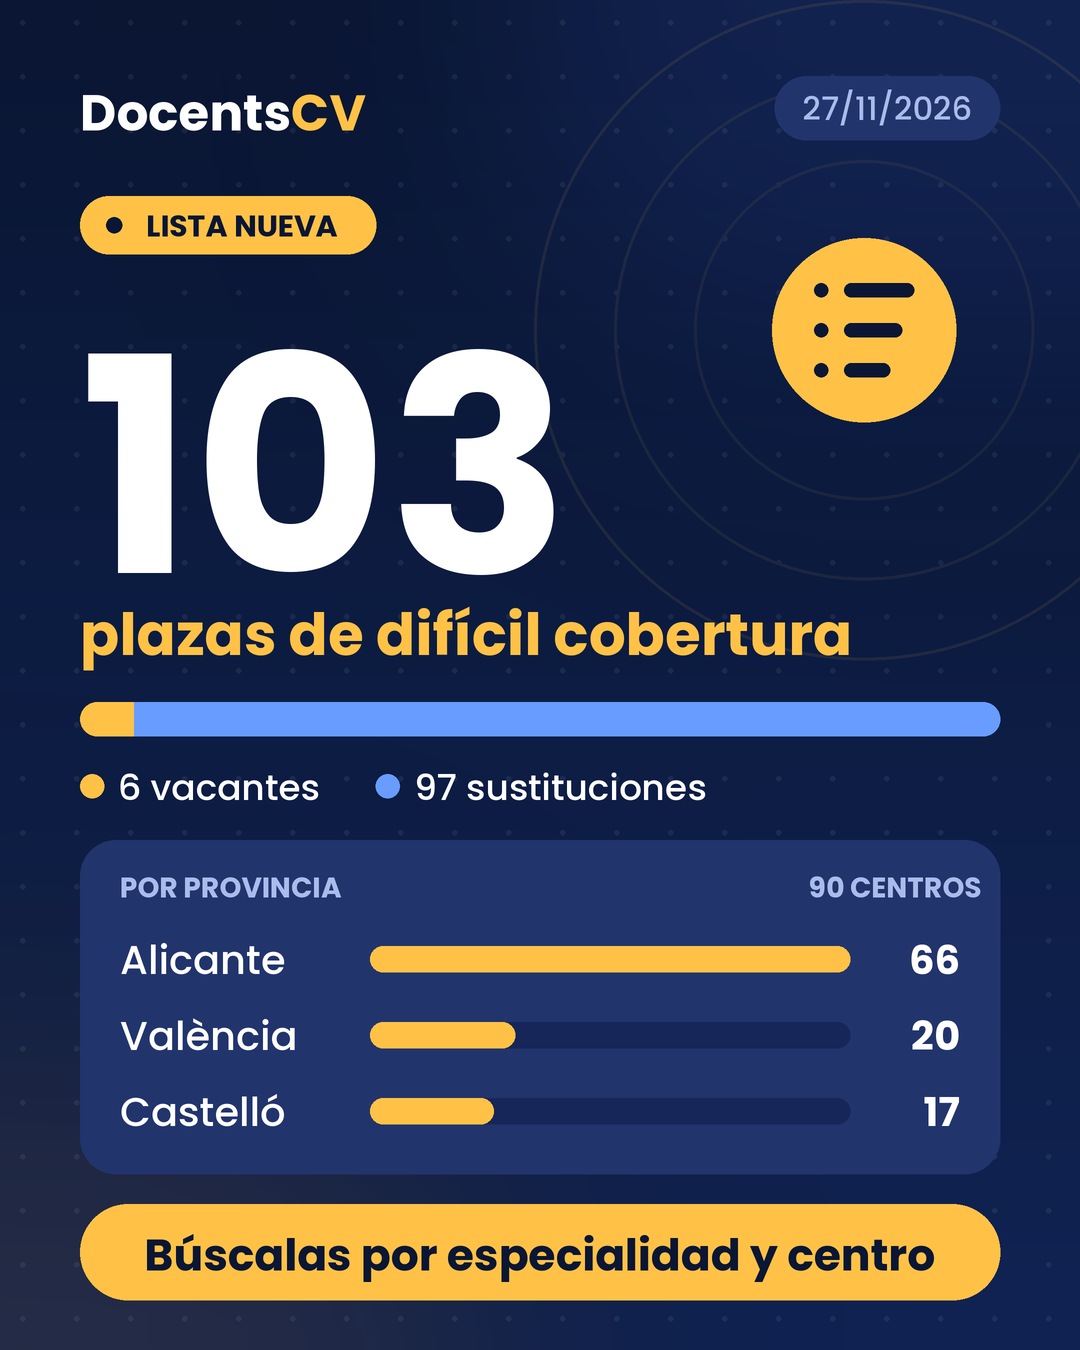 DocentsCV
27/11/2026
LISTA NUEVA
103
plazas de difícil cobertura
6 vacantes
97 sustituciones
POR PROVINCIA
90 CENTROS
Alicante
66
València
20
Castelló
17
Búscalas por especialidad y centro